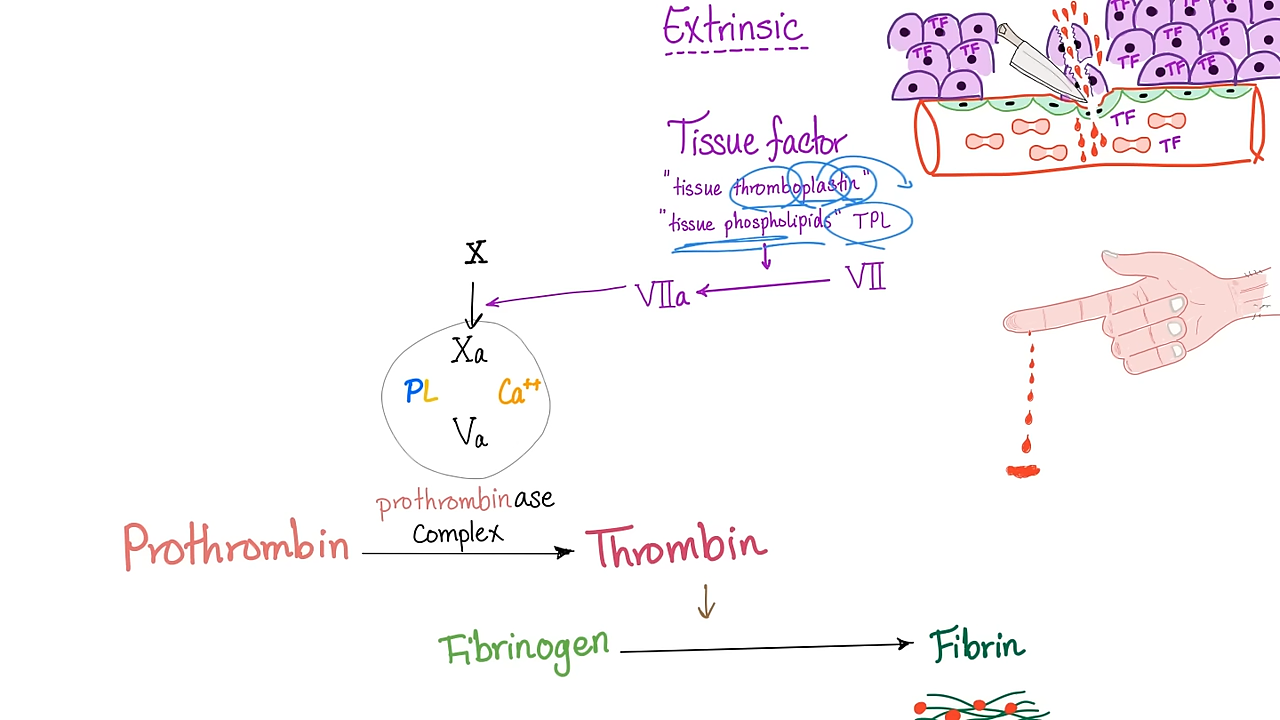 Extrinsic
TF
TF
TF
TF
TF
TF
TF
TF
TF
TF
TF
TF
Tissue factor
"tissue thromboplastin"
"tissue phospholipids" TPL
X
VIIa
VII
Xa
PL
Ca++
Va
prothrombinase
Complex
Prothrombin
Thrombin
Fibrinogen
Fibrin